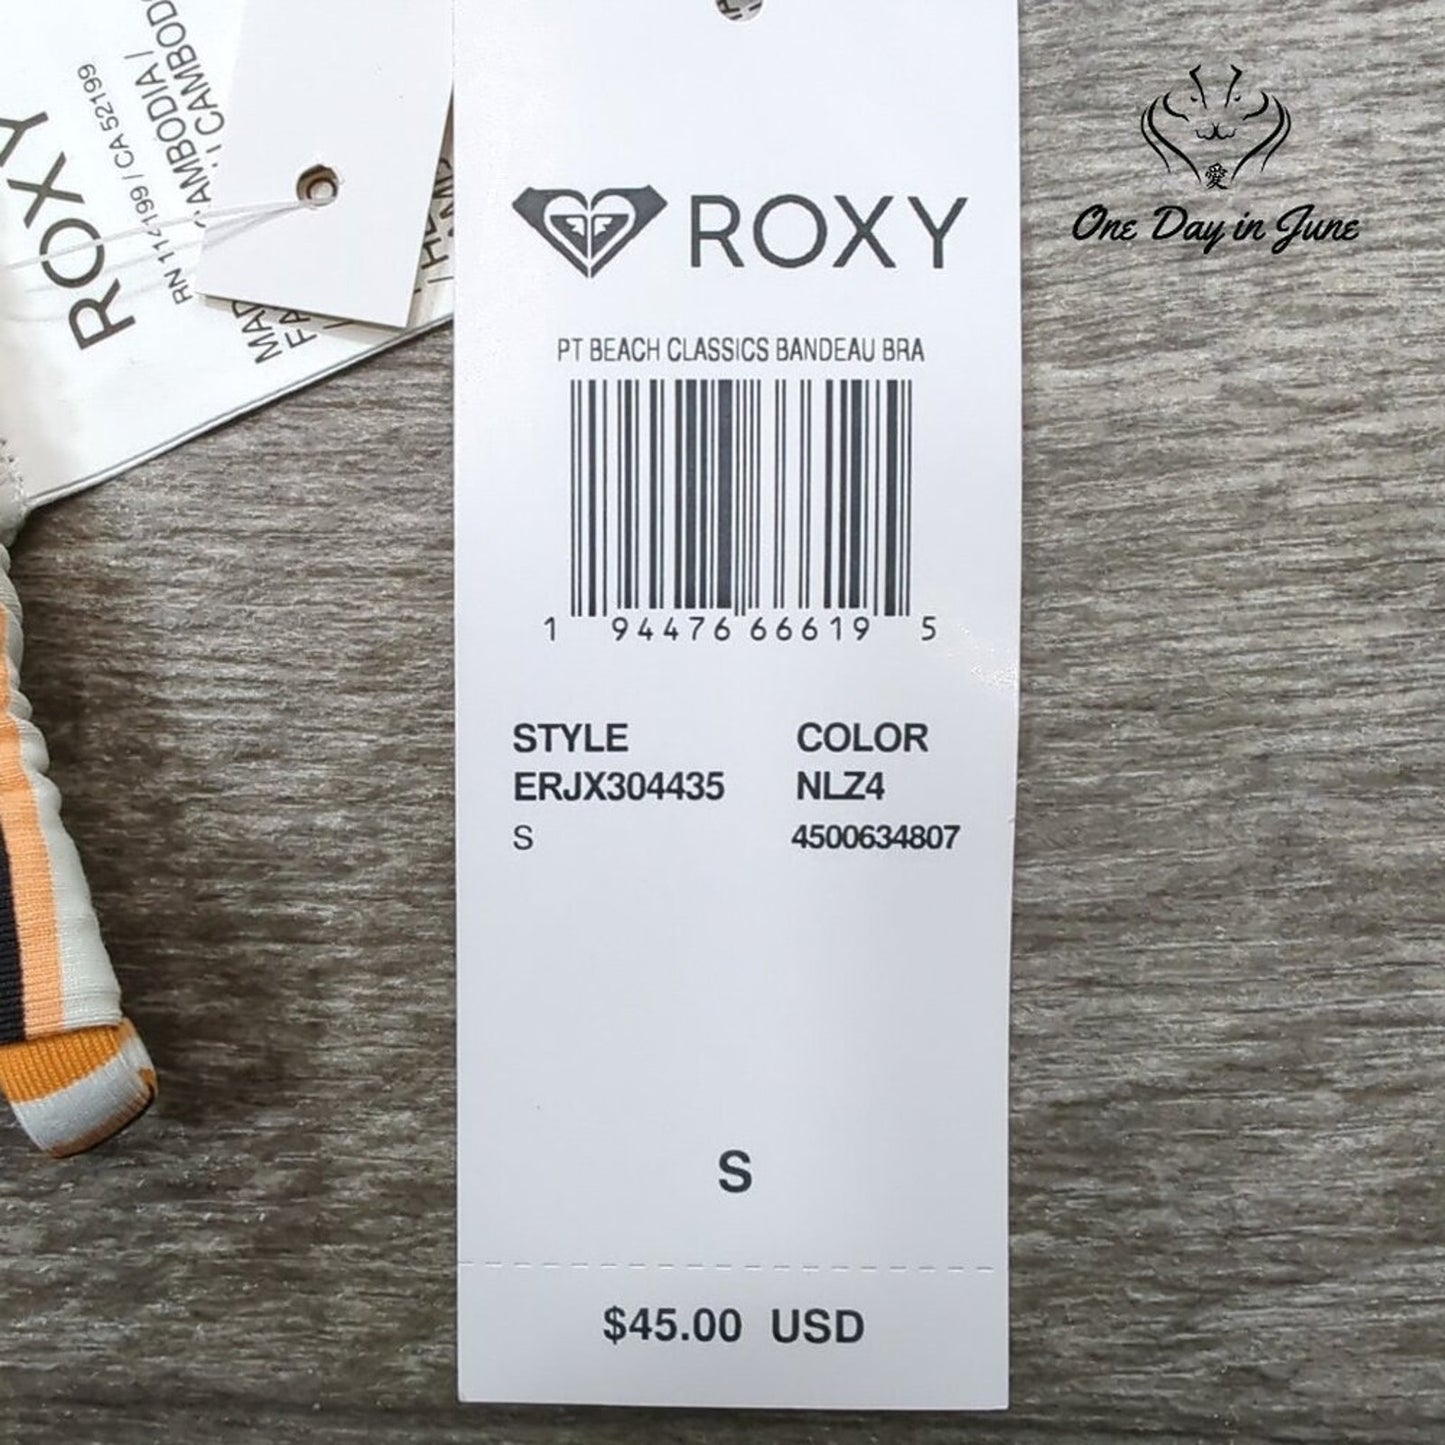 ROXY
RN 114199 / CA 52199
ROXY
PT BEACH CLASSICS BANDEAU BRA
1 94476 66619 5
STYLE COLOR
ERJX304435 NLZ4
S 4500634807
S
$45.00 USD
愛
One Day in June